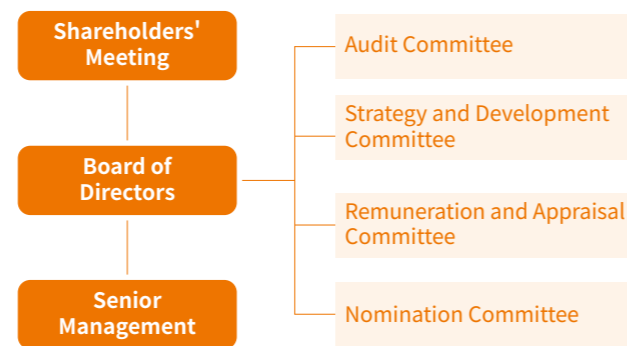 Shareholders'
Meeting
Board of
Directors
Senior
Management
Audit Committee
Strategy and Development
Committee
Remuneration and Appraisal
Committee
Nomination Committee